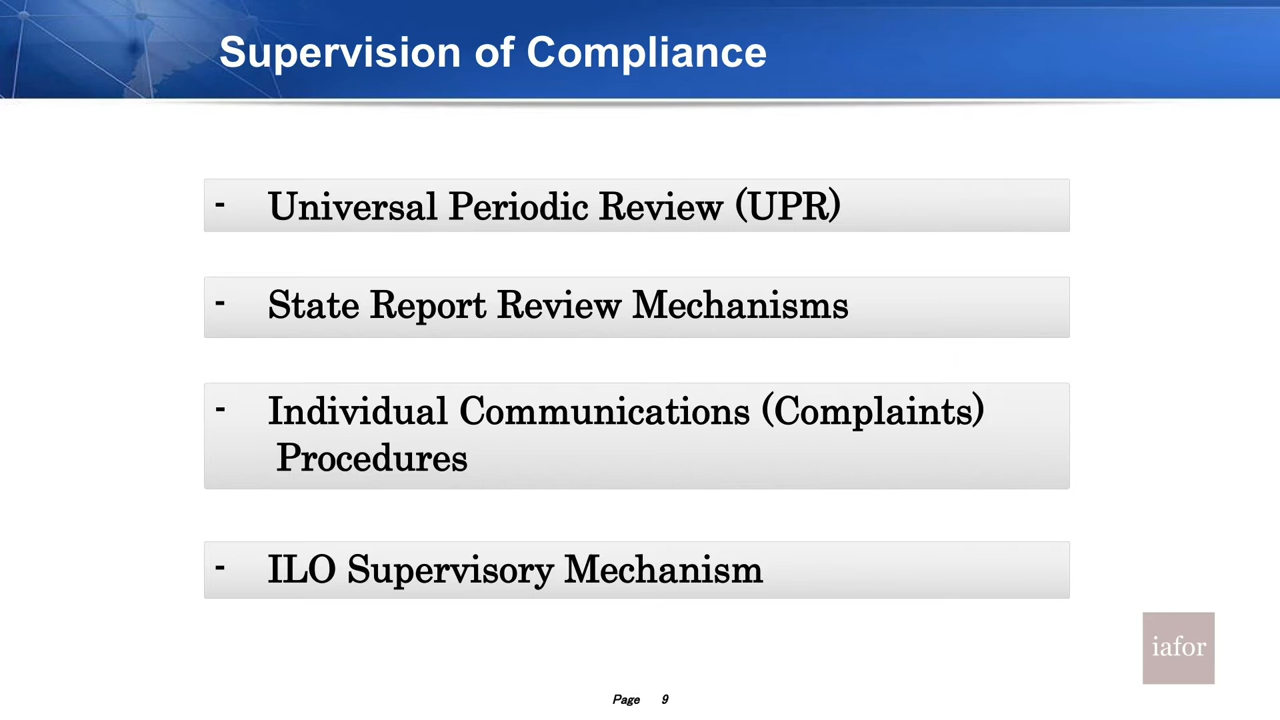 Supervision of Compliance
- Universal Periodic Review (UPR)
- State Report Review Mechanisms
- Individual Communications (Complaints)
Procedures
- ILO Supervisory Mechanism
iafor
Page 9